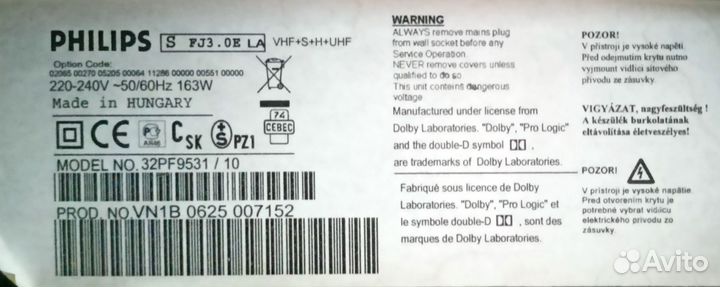 PHILIPS S FJ3.0E LA VHF+S+H+UHF
Option Code:
02065 00270 05205 00064 11286 00000 00551 00000
220-240V ~50/60Hz 163W
Made in HUNGARY
CE C SK S PZ1 74 CEBEC
MODEL NO. 32PF9531 / 10
PROD. NO VN1B 0625 007152
WARNING
ALWAYS remove mains plug
from wall socket before any
Service Operation.
NEVER remove covers unless
qualified to do so
This unit contains dangerous
voltage
Manufactured under license from
Dolby Laboratories. "Dolby", "Pro Logic"
and the double-D symbol
are trademarks of Dolby Laboratories.
Fabriqué sous licence de Dolby
Laboratories. "Dolby", "Pro Logic" et
le symbole double-D , sont des
marques de Dolby Laboratories.
POZOR!
V přístroji je vysoké napětí
Před odejmutím krytu nutno
vyjmout vidlici síťového
přívodu ze zásuvky.
VIGYÁZAT, nagyfeszültség !
A készülék burkolatának
eltávolítása életveszélyes!
POZOR!
V prístroji je vysoké napätie
Pred otvorením krytu je
potrebné vybrať vidlicu
elektrického prívodu zo
zásuvky.
Avito